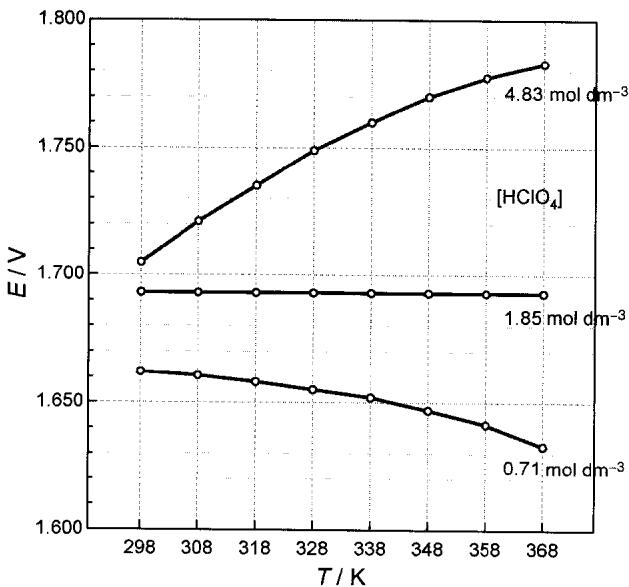 1.800
1.750
1.700
1.650
1.600
E / V
4.83 mol dm⁻³
[HClO₄]
1.85 mol dm⁻³
0.71 mol dm⁻³
298 308 318 328 338 348 358 368
T / K